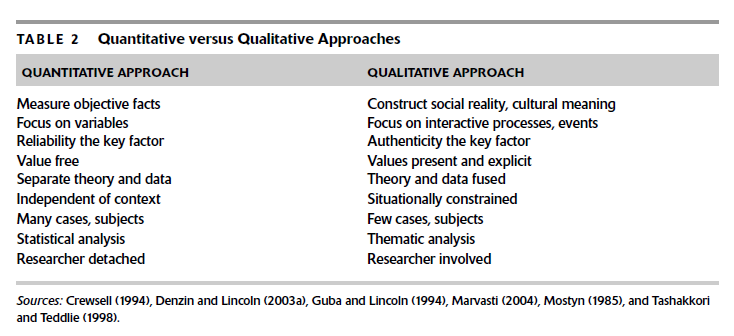 TABLE 2 Quantitative versus Qualitative Approaches
QUANTITATIVE APPROACH QUALITATIVE APPROACH
Measure objective facts Construct social reality, cultural meaning
Focus on variables Focus on interactive processes, events
Reliability the key factor Authenticity the key factor
Value free Values present and explicit
Separate theory and data Theory and data fused
Independent of context Situationally constrained
Many cases, subjects Few cases, subjects
Statistical analysis Thematic analysis
Researcher detached Researcher involved
Sources: Crewsell (1994), Denzin and Lincoln (2003a), Guba and Lincoln (1994), Marvasti (2004), Mostyn (1985), and Tashakkori
and Teddlie (1998).